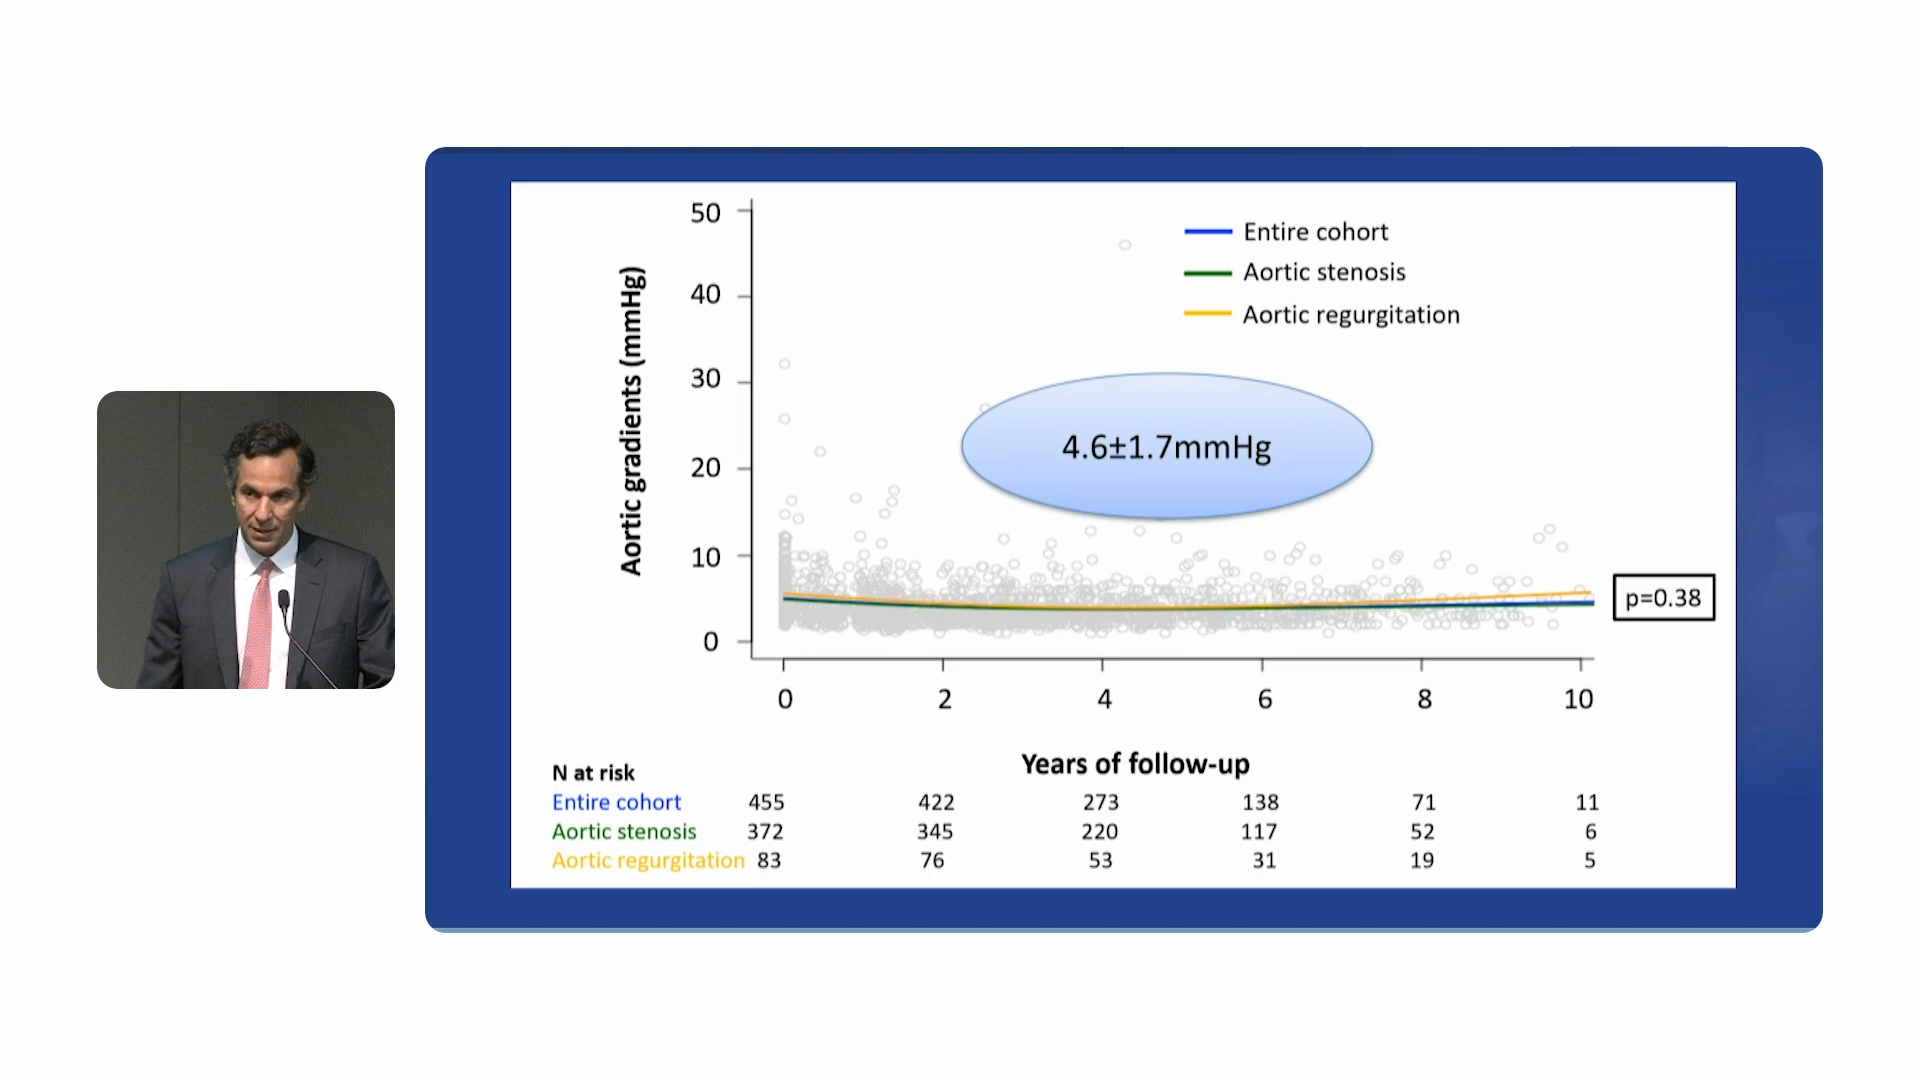 50
40
30
20
10
0
Aortic gradients (mmHg)
Entire cohort
Aortic stenosis
Aortic regurgitation
4.6±1.7mmHg
p=0.38
0 2 4 6 8 10
Years of follow-up
N at risk
Entire cohort 455 422 273 138 71 11
Aortic stenosis 372 345 220 117 52 6
Aortic regurgitation 83 76 53 31 19 5